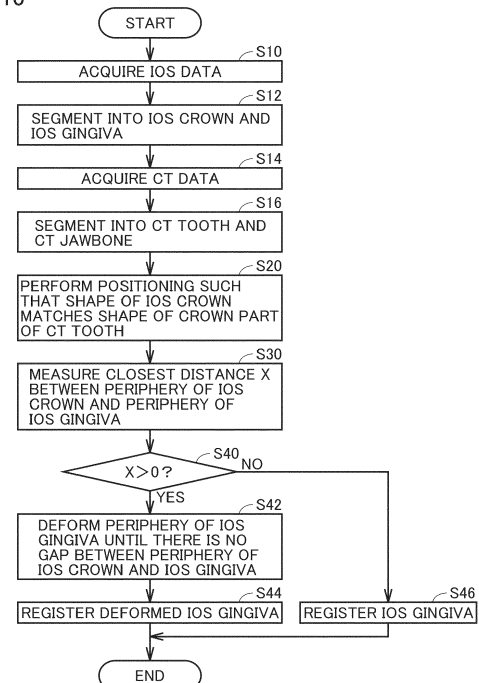 START
S10
ACQUIRE IOS DATA
S12
SEGMENT INTO IOS CROWN AND
IOS GINGIVA
S14
ACQUIRE CT DATA
S16
SEGMENT INTO CT TOOTH AND
CT JAWBONE
S20
PERFORM POSITIONING SUCH
THAT SHAPE OF IOS CROWN
MATCHES SHAPE OF CROWN PART
OF CT TOOTH
S30
MEASURE CLOSEST DISTANCE X
BETWEEN PERIPHERY OF IOS
CROWN AND PERIPHERY OF
IOS GINGIVA
S40
X>0?
NO
YES
S42
DEFORM PERIPHERY OF IOS
GINGIVA UNTIL THERE IS NO
GAP BETWEEN PERIPHERY OF
IOS CROWN AND IOS GINGIVA
S44
REGISTER DEFORMED IOS GINGIVA
S46
REGISTER IOS GINGIVA
END